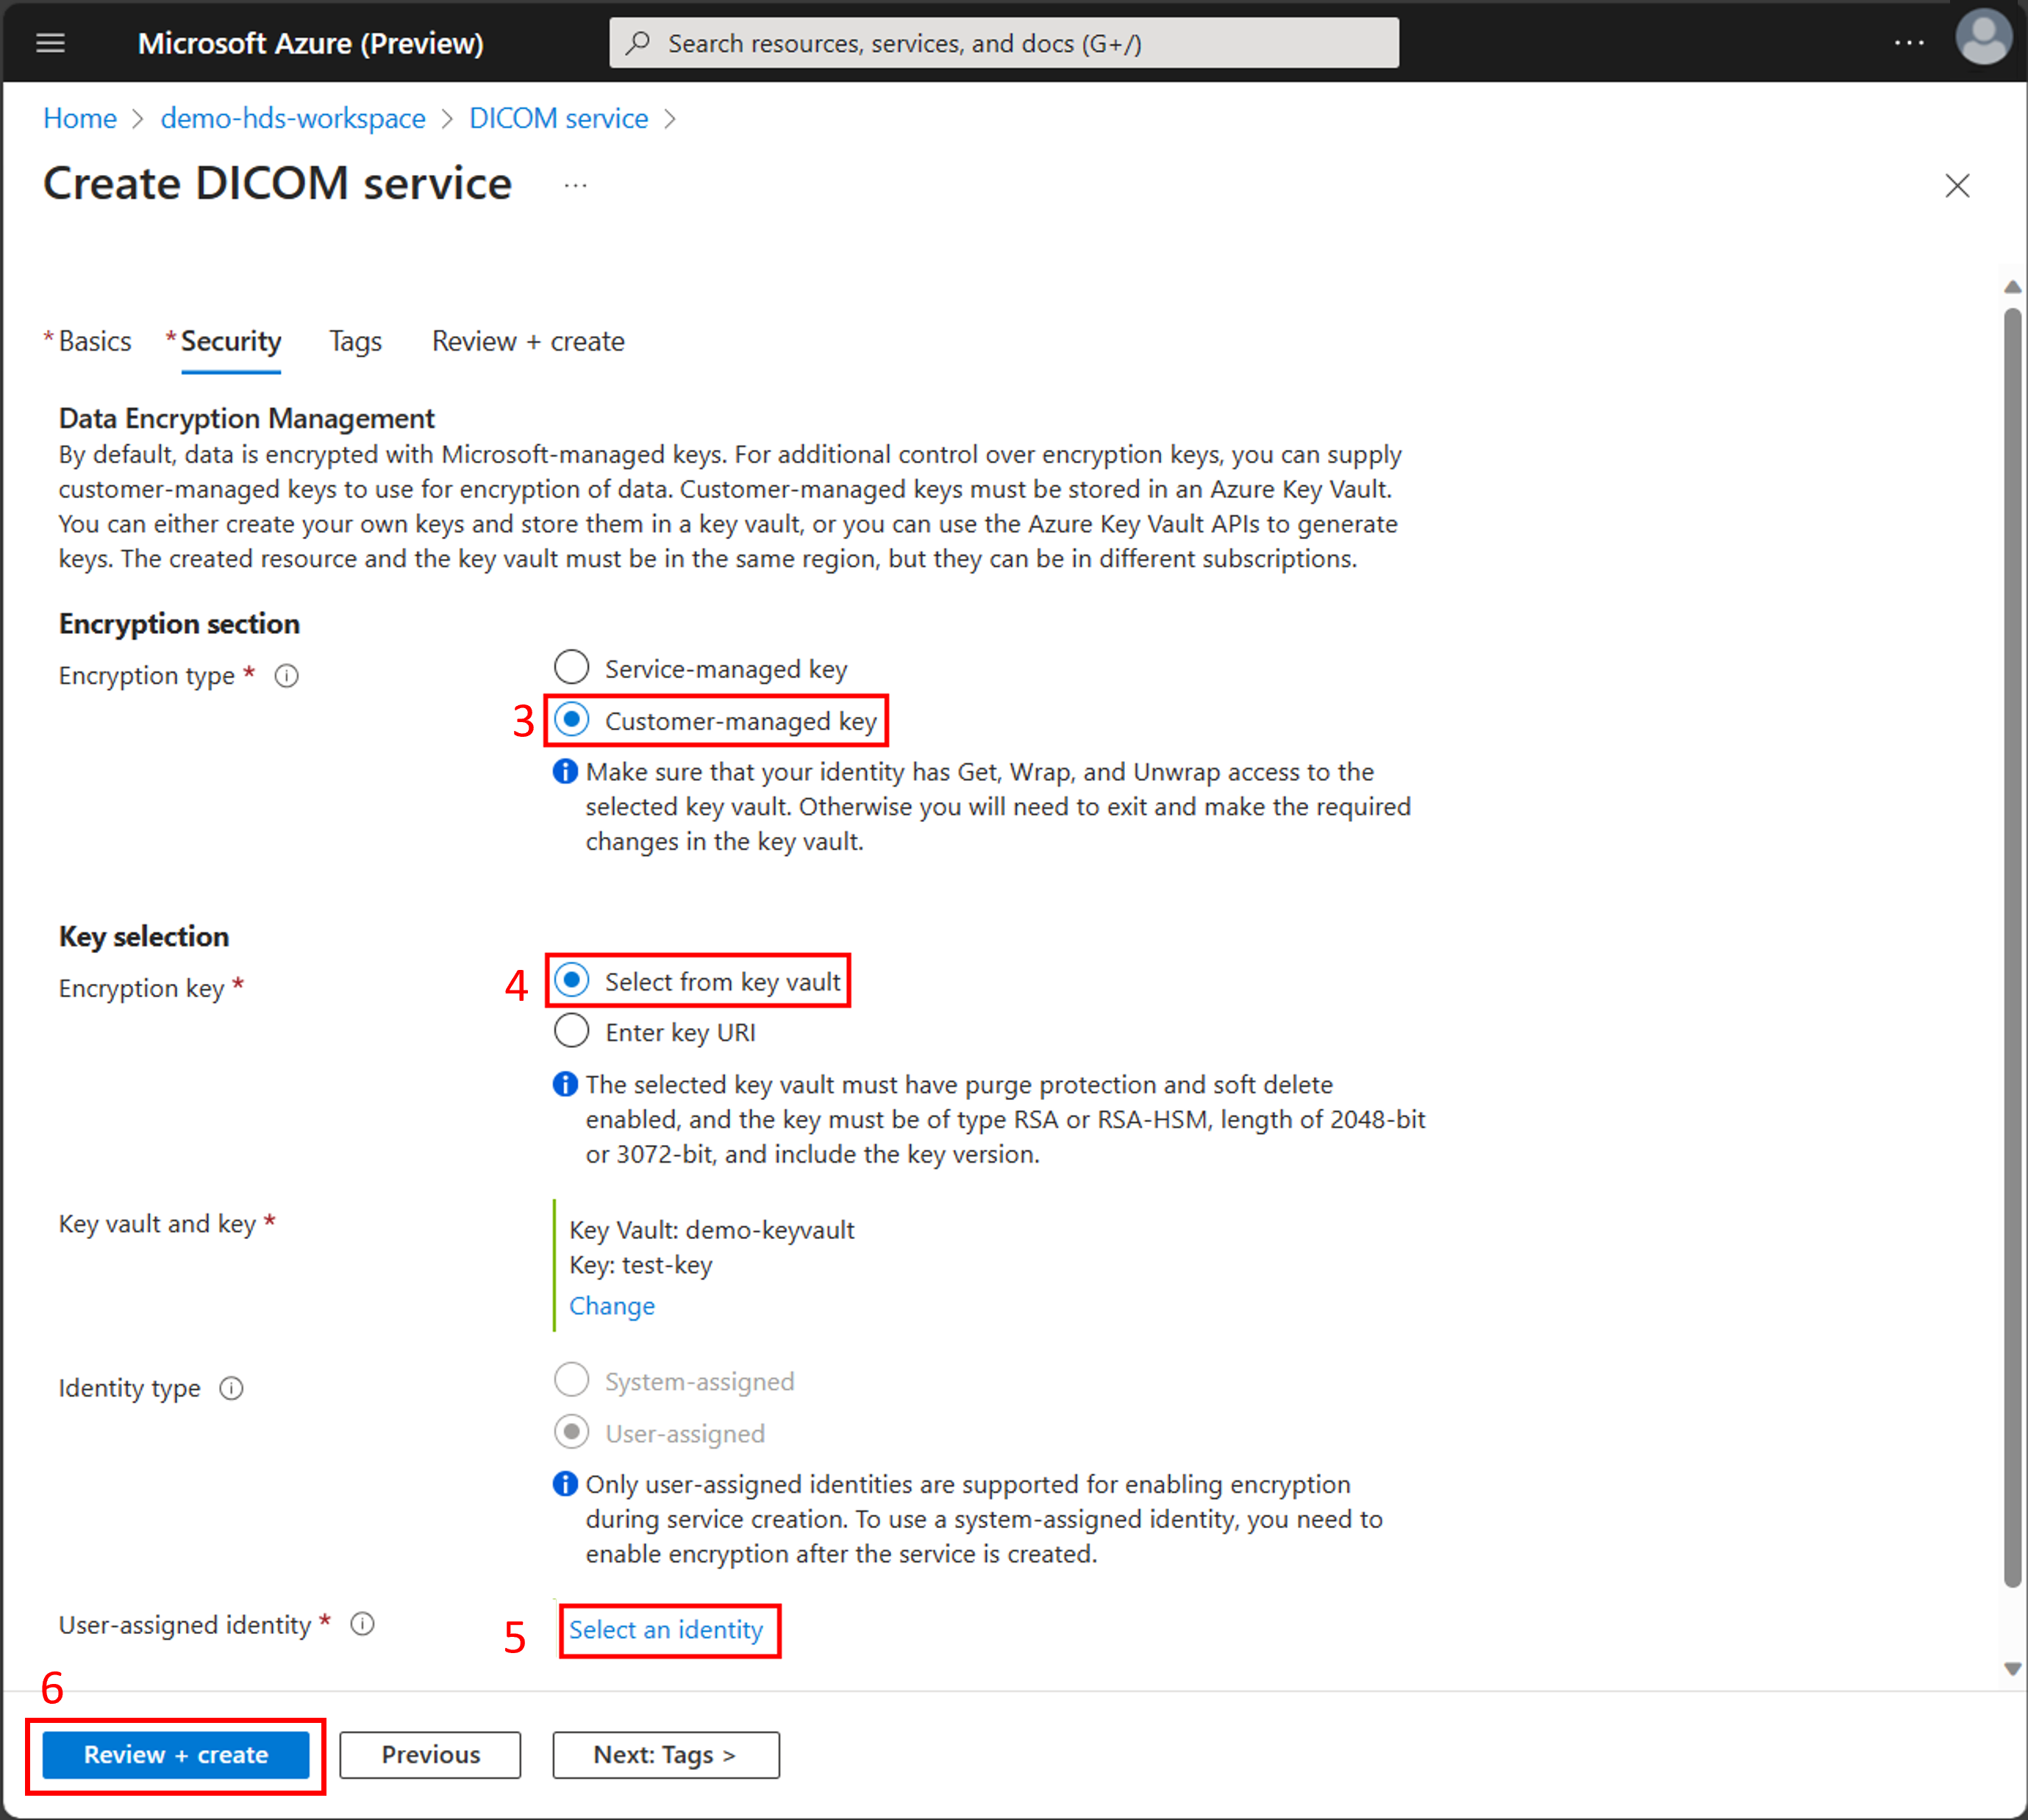 Microsoft Azure (Preview)
Search resources, services, and docs (G+/)
Home > demo-hds-workspace > DICOM service >
Create DICOM service ...
* Basics * Security Tags Review + create
Data Encryption Management
By default, data is encrypted with Microsoft-managed keys. For additional control over encryption keys, you can supply
customer-managed keys to use for encryption of data. Customer-managed keys must be stored in an Azure Key Vault.
You can either create your own keys and store them in a key vault, or you can use the Azure Key Vault APIs to generate
keys. The created resource and the key vault must be in the same region, but they can be in different subscriptions.
Encryption section
Encryption type *
Service-managed key
3 Customer-managed key
Make sure that your identity has Get, Wrap, and Unwrap access to the
selected key vault. Otherwise you will need to exit and make the required
changes in the key vault.
Key selection
Encryption key *
4 Select from key vault
Enter key URI
The selected key vault must have purge protection and soft delete
enabled, and the key must be of type RSA or RSA-HSM, length of 2048-bit
or 3072-bit, and include the key version.
Key vault and key *
Key Vault: demo-keyvault
Key: test-key
Change
Identity type
System-assigned
User-assigned
Only user-assigned identities are supported for enabling encryption
during service creation. To use a system-assigned identity, you need to
enable encryption after the service is created.
User-assigned identity *
5 Select an identity
6
Review + create Previous Next: Tags >